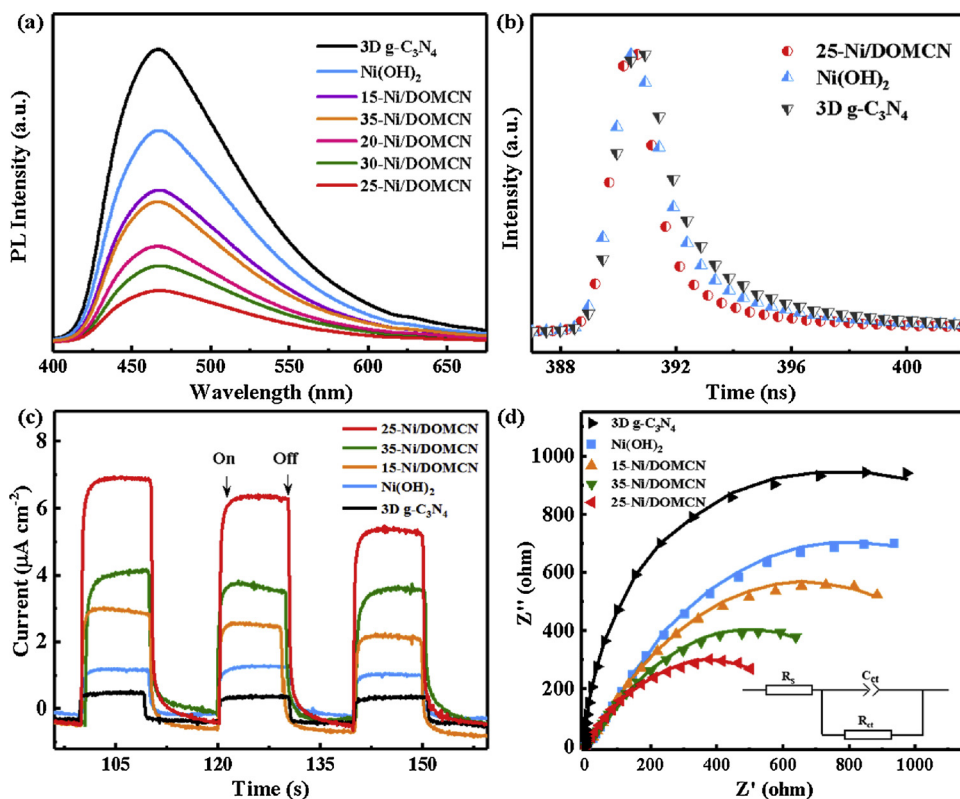 (a)
3D g-C₃N₄
Ni(OH)₂
15-Ni/DOMCN
35-Ni/DOMCN
20-Ni/DOMCN
30-Ni/DOMCN
25-Ni/DOMCN
PL Intensity (a.u.)
400 450 500 550 600 650
Wavelength (nm)
(b)
25-Ni/DOMCN
Ni(OH)₂
3D g-C₃N₄
Intensity (a.u.)
388 392 396 400
Time (ns)
(c)
25-Ni/DOMCN
35-Ni/DOMCN
15-Ni/DOMCN
Ni(OH)₂
3D g-C₃N₄
On Off
8
6
4
2
0
Current (μA cm⁻²)
105 120 135 150
Time (s)
(d)
3D g-C₃N₄
Ni(OH)₂
15-Ni/DOMCN
35-Ni/DOMCN
25-Ni/DOMCN
1000
800
600
400
200
0
Z'' (ohm)
Rs Cct
Rct
0 200 400 600 800 1000
Z' (ohm)